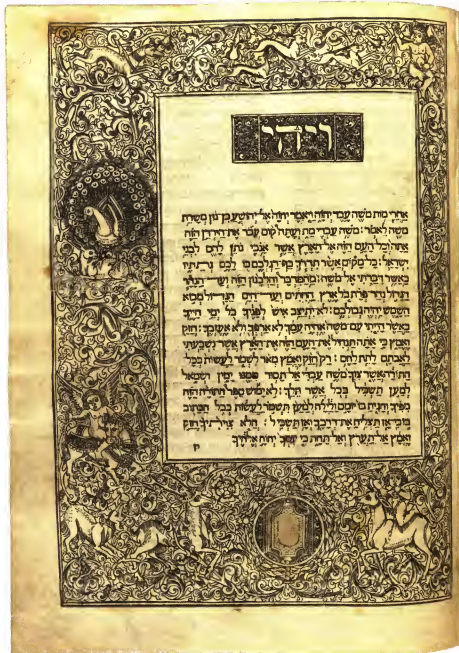 ויהי
אחרי מות משה עבד יהוה ויאמר יהוה אל יהושע בן נון משרת
משה לאמר : משה עבדי מת ועתה קום עבר את הירדן הזה
אתה וכל העם הזה אל הארץ אשר אנכי נתן להם לבני
ישראל : כל מקום אשר תדרך כף רגלכם בו לכם נתתיו
כאשר דברתי אל משה : מהמדבר והלבנון הזה ועד הנהר
הגדול נהר פרת כל ארץ החתים ועד הים הגדול מבוא
השמש יהיה גבולכם : לא יתיצב איש לפניך כל ימי חייך
כאשר הייתי עם משה אהיה עמך לא ארפך ולא אעזבך : חזק
ואמץ כי אתה תנחיל את העם הזה את הארץ אשר נשבעתי
לאבתם לתת להם : רק חזק ואמץ מאד לשמר לעשות ככל
התורה אשר צוך משה עבדי אל תסור ממנו ימין ושמאל
למען תשכיל בכל אשר תלך : לא ימוש ספר התורה הזה
מפיך והגית בו יומם ולילה למען תשמר לעשות ככל הכתוב
בו כי אז תצליח את דרכך ואז תשכיל : הלא צויתיך חזק
ואמץ אל תערץ ואל תחת כי עמך יהוה אלהיך